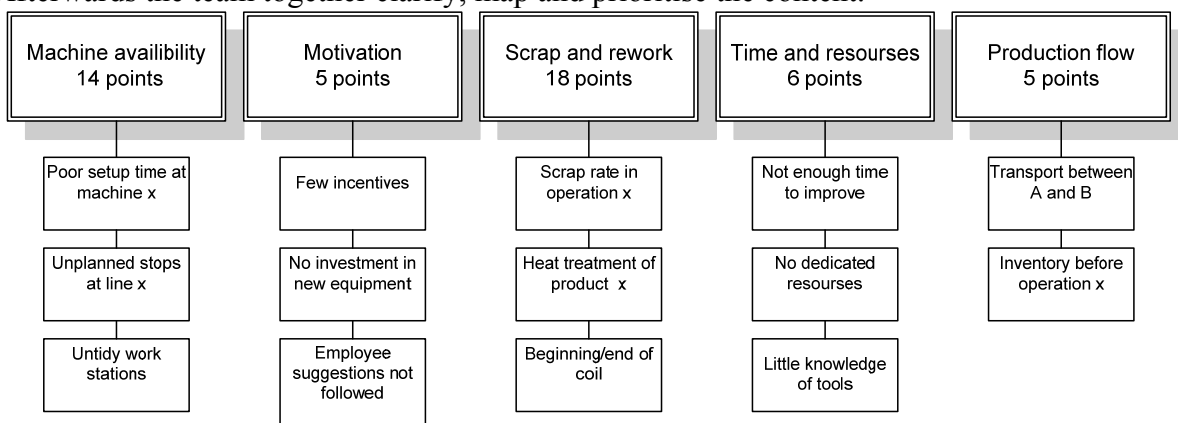 afterwards the team together clarify, map and prioritise the content.
Machine availibility
14 points
Motivation
5 points
Scrap and rework
18 points
Time and resourses
6 points
Production flow
5 points
Poor setup time at
machine x
Unplanned stops
at line x
Untidy work
stations
Few incentives
No investment in
new equipment
Employee
suggestions not
followed
Scrap rate in
operation x
Heat treatment of
product x
Beginning/end of
coil
Not enough time
to improve
No dedicated
resourses
Little knowledge
of tools
Transport between
A and B
Inventory before
operation x